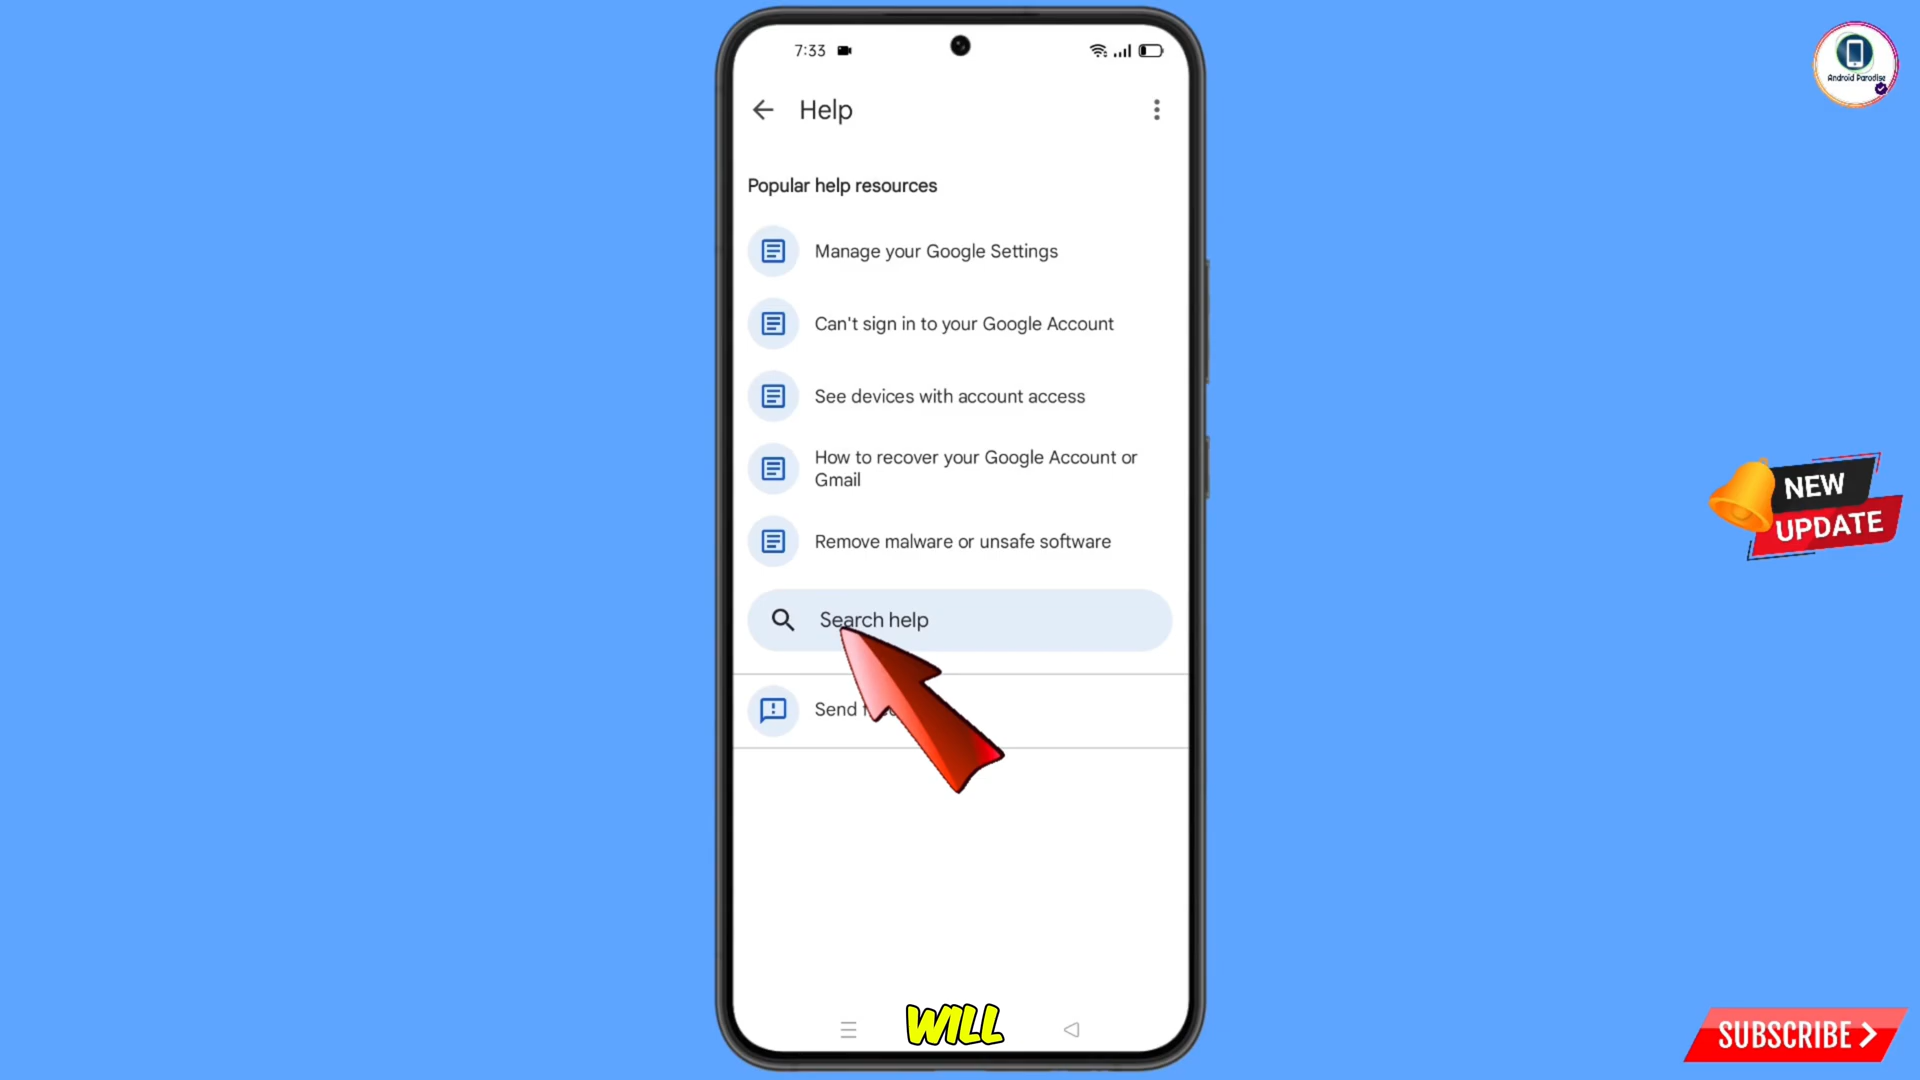 7:33
Android Paradise
Help
Popular help resources
Manage your Google Settings
Can't sign in to your Google Account
See devices with account access
How to recover your Google Account or
Gmail
NEW
UPDATE
Remove malware or unsafe software
Search help
Send
WILL
SUBSCRIBE